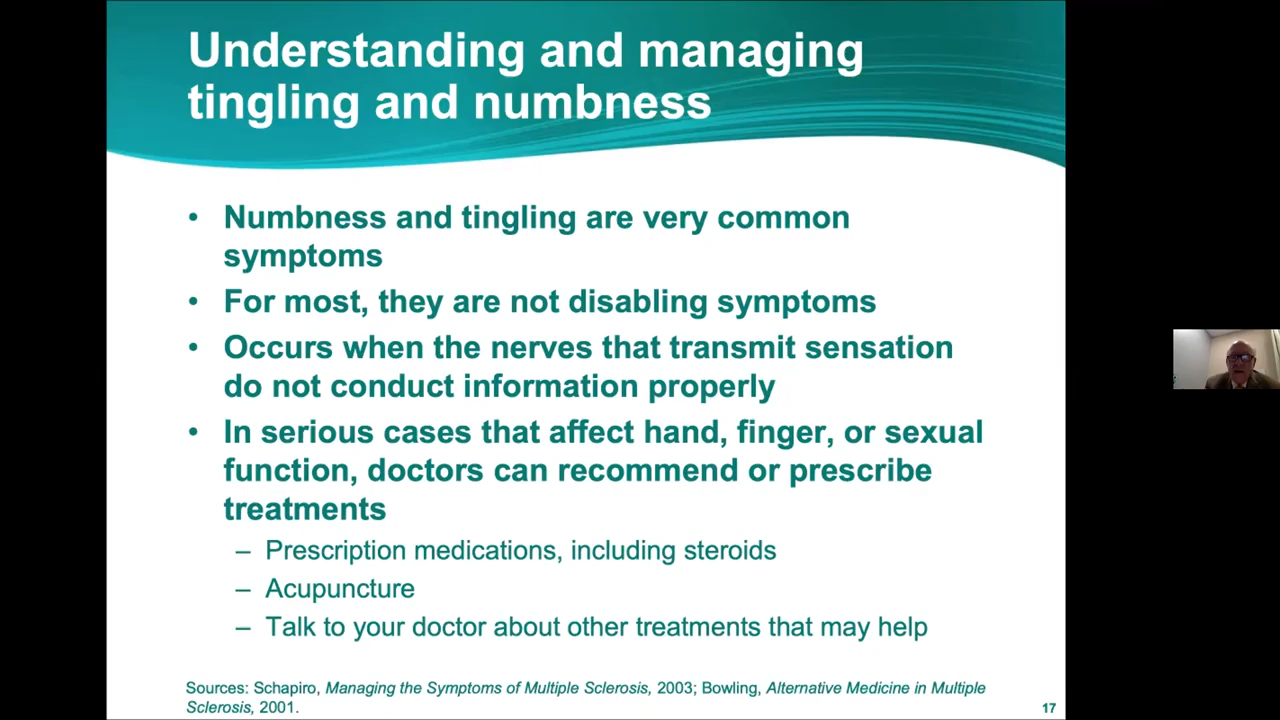 Understanding and managing
tingling and numbness
• Numbness and tingling are very common
symptoms
• For most, they are not disabling symptoms
• Occurs when the nerves that transmit sensation
do not conduct information properly
• In serious cases that affect hand, finger, or sexual
function, doctors can recommend or prescribe
treatments
– Prescription medications, including steroids
– Acupuncture
– Talk to your doctor about other treatments that may help
Sources: Schapiro, Managing the Symptoms of Multiple Sclerosis, 2003; Bowling, Alternative Medicine in Multiple
Sclerosis, 2001.
17